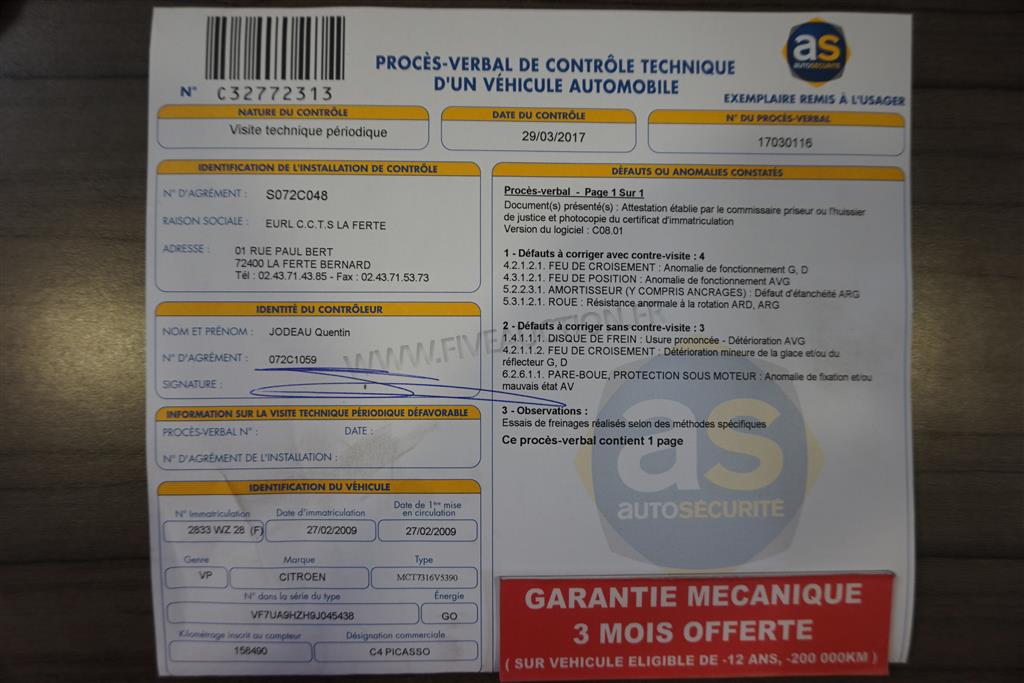 N° C32772313
PROCÈS-VERBAL DE CONTRÔLE TECHNIQUE
D'UN VÉHICULE AUTOMOBILE
as
AUTOSÉCURITÉ
EXEMPLAIRE REMIS À L'USAGER
NATURE DU CONTRÔLE
Visite technique périodique
DATE DU CONTRÔLE
29/03/2017
N° DU PROCÈS-VERBAL
17030116
IDENTIFICATION DE L'INSTALLATION DE CONTRÔLE
N° D'AGRÉMENT : S072C048
RAISON SOCIALE : EURL C.C.T.S LA FERTE
ADRESSE : 01 RUE PAUL BERT
72400 LA FERTE BERNARD
Tél : 02.43.71.43.85 - Fax : 02.43.71.53.73
IDENTITÉ DU CONTRÔLEUR
NOM ET PRÉNOM : JODEAU Quentin
N° D'AGRÉMENT : 072C1059
SIGNATURE :
INFORMATION SUR LA VISITE TECHNIQUE PÉRIODIQUE DÉFAVORABLE
PROCÈS-VERBAL N° : DATE :
N° D'AGRÉMENT DE L'INSTALLATION :
IDENTIFICATION DU VÉHICULE
N° Immatriculation Date d'immatriculation Date de 1ère mise
en circulation
2833 WZ 28 (F) 27/02/2009 27/02/2009
Genre Marque Type
VP CITROEN MCT7316V5390
N° dans la série du type Énergie
VF7UA9HZH9J045438 GO
Kilométrage inscrit au compteur Désignation commerciale
158490 C4 PICASSO
DÉFAUTS OU ANOMALIES CONSTATÉS
Procès-verbal - Page 1 Sur 1
Document(s) présenté(s) : Attestation établie par le commissaire priseur ou l'huissier
de justice et photocopie du certificat d'immatriculation
Version du logiciel : C08.01
1 - Défauts à corriger avec contre-visite : 4
4.2.1.2.1. FEU DE CROISEMENT : Anomalie de fonctionnement G, D
4.3.1.2.1. FEU DE POSITION : Anomalie de fonctionnement AVG
5.2.2.3.1. AMORTISSEUR (Y COMPRIS ANCRAGES) : Défaut d'étanchéité ARG
5.3.1.2.1. ROUE : Résistance anormale à la rotation ARD, ARG
2 - Défauts à corriger sans contre-visite : 3
1.4.1.1.1. DISQUE DE FREIN : Usure prononcée - Détérioration AVG
4.2.1.1.2. FEU DE CROISEMENT : Détérioration mineure de la glace et/ou du
réflecteur G, D
6.2.6.1.1. PARE-BOUE, PROTECTION SOUS MOTEUR : Anomalie de fixation et/ou
mauvais état AV
3 - Observations :
Essais de freinages réalisés selon des méthodes spécifiques
Ce procès-verbal contient 1 page
WWW.FIVEAUCTION.FR
as
AUTOSÉCURITÉ
GARANTIE MECANIQUE
3 MOIS OFFERTE
( SUR VEHICULE ELIGIBLE DE -12 ANS, -200 000KM )